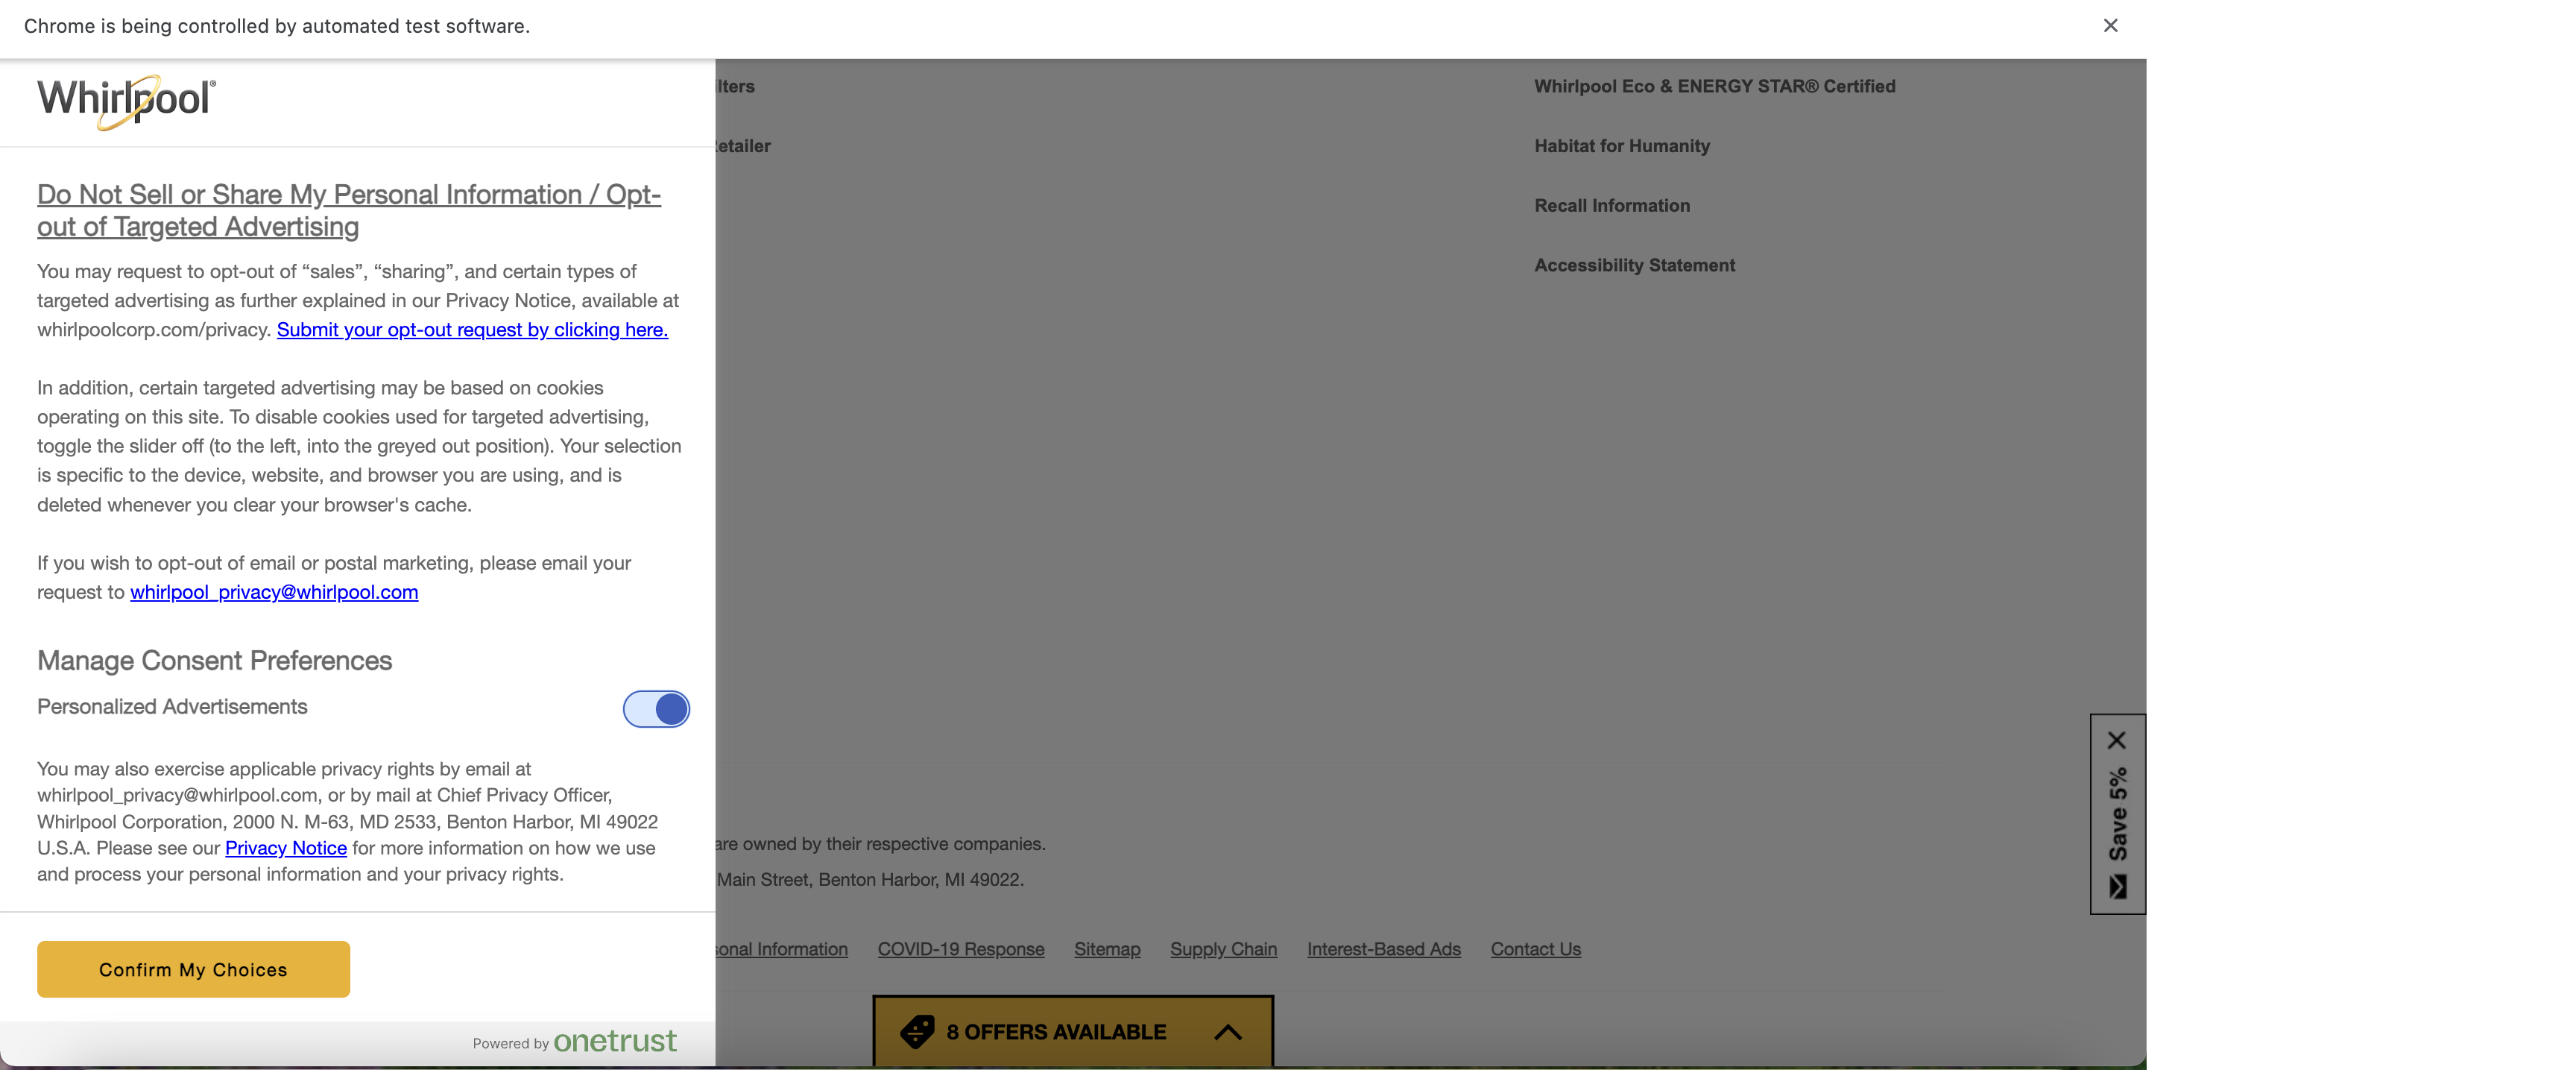 Chrome is being controlled by automated test software.
Whirlpool®
Do Not Sell or Share My Personal Information / Opt-
out of Targeted Advertising
You may request to opt-out of “sales”, “sharing”, and certain types of
targeted advertising as further explained in our Privacy Notice, available at
whirlpoolcorp.com/privacy. Submit your opt-out request by clicking here.
In addition, certain targeted advertising may be based on cookies
operating on this site. To disable cookies used for targeted advertising,
toggle the slider off (to the left, into the greyed out position). Your selection
is specific to the device, website, and browser you are using, and is
deleted whenever you clear your browser's cache.
If you wish to opt-out of email or postal marketing, please email your
request to whirlpool_privacy@whirlpool.com
Manage Consent Preferences
Personalized Advertisements
You may also exercise applicable privacy rights by email at
whirlpool_privacy@whirlpool.com, or by mail at Chief Privacy Officer,
Whirlpool Corporation, 2000 N. M-63, MD 2533, Benton Harbor, MI 49022
U.S.A. Please see our Privacy Notice for more information on how we use
and process your personal information and your privacy rights.
Confirm My Choices
Powered by onetrust
ilters
etailer
Whirlpool Eco & ENERGY STAR® Certified
Habitat for Humanity
Recall Information
Accessibility Statement
are owned by their respective companies.
Main Street, Benton Harbor, MI 49022.
sonal Information COVID-19 Response Sitemap Supply Chain Interest-Based Ads Contact Us
8 OFFERS AVAILABLE
Save 5%